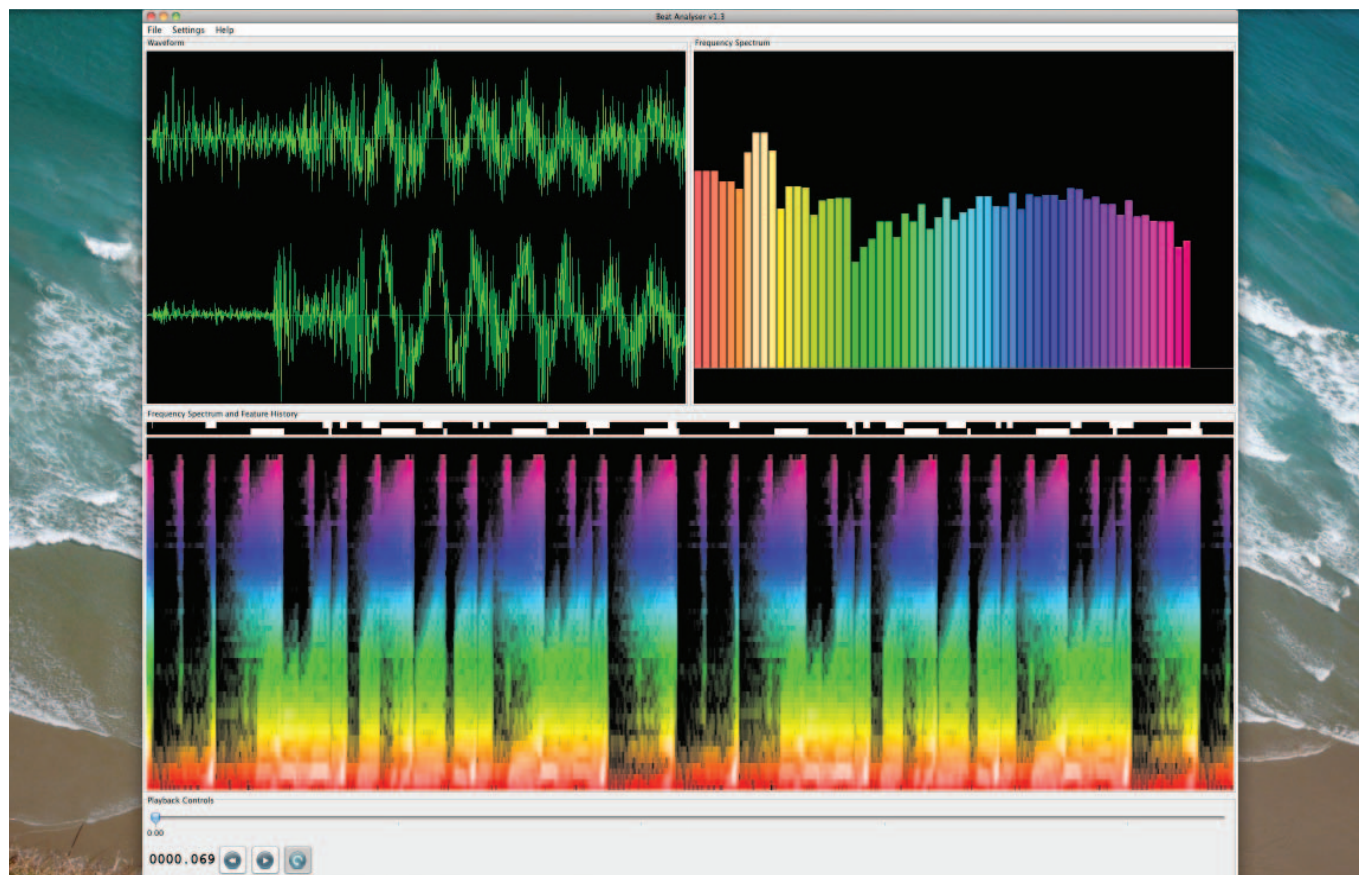 Beat Analyser v1.3
File Settings Help
Waveform
Frequency Spectrum
Frequency Spectrum and Feature History
Playback Controls
0:00
0000.069